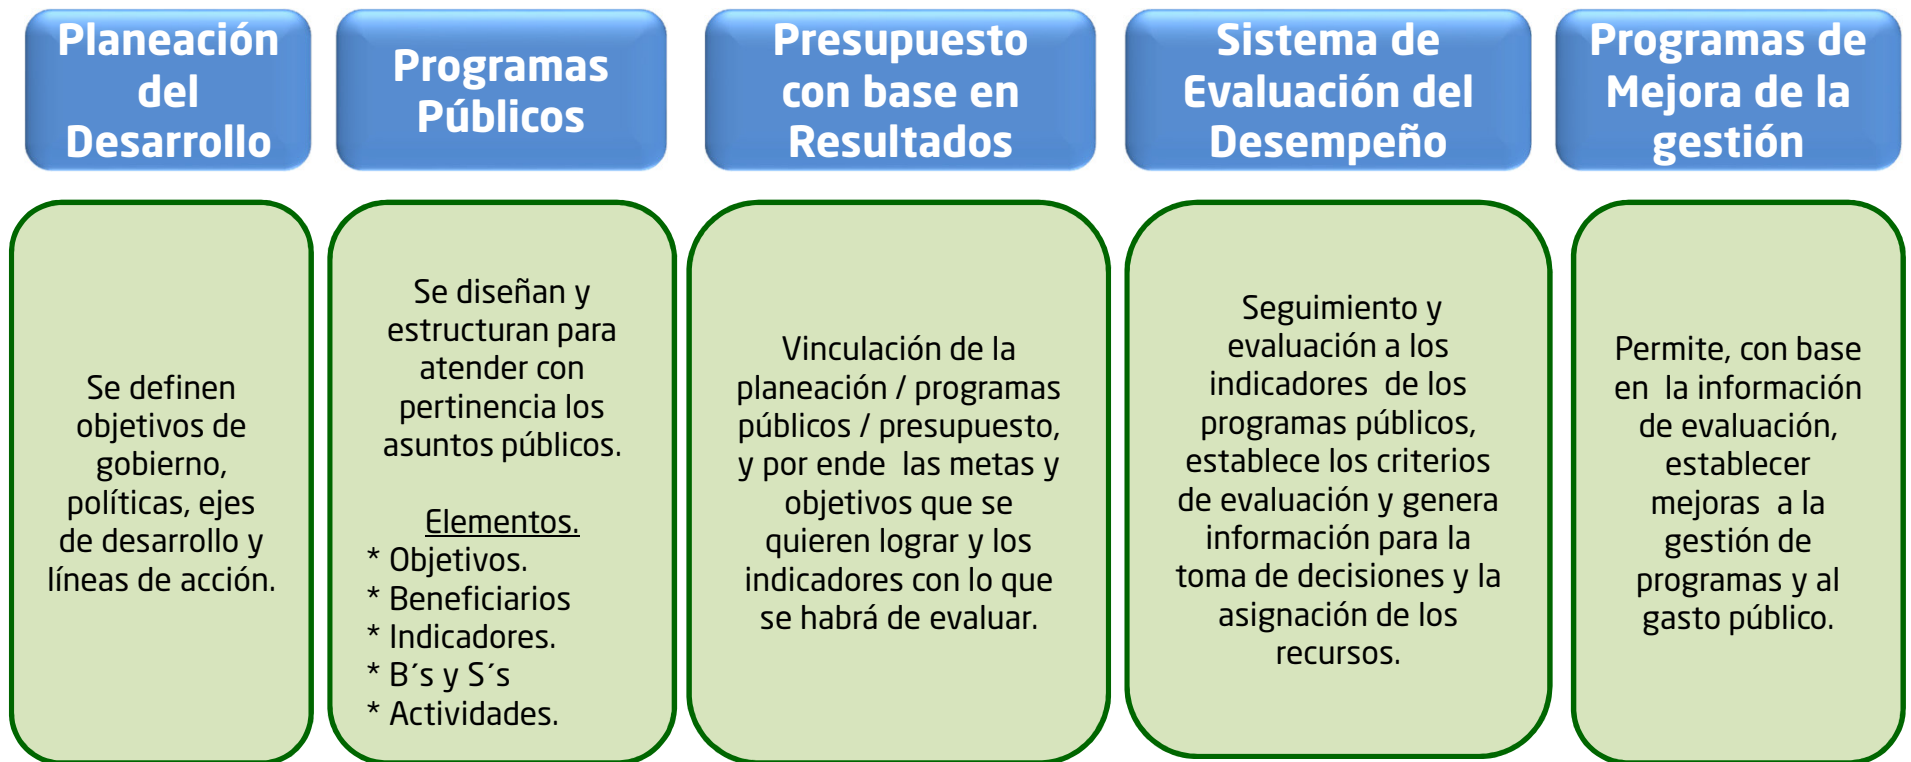 Planeación
del
Desarrollo
Se definen
objetivos de
gobierno,
políticas, ejes
de desarrollo y
líneas de acción.
Programas
Públicos
Se diseñan y
estructuran para
atender con
pertinencia los
asuntos públicos.
Elementos.
* Objetivos.
* Beneficiarios
* Indicadores.
* B´s y S´s
* Actividades.
Presupuesto
con base en
Resultados
Vinculación de la
planeación / programas
públicos / presupuesto,
y por ende las metas y
objetivos que se
quieren lograr y los
indicadores con lo que
se habrá de evaluar.
Sistema de
Evaluación del
Desempeño
Seguimiento y
evaluación a los
indicadores de los
programas públicos,
establece los criterios
de evaluación y genera
información para la
toma de decisiones y la
asignación de los
recursos.
Programas de
Mejora de la
gestión
Permite, con base
en la información
de evaluación,
establecer
mejoras a la
gestión de
programas y al
gasto público.